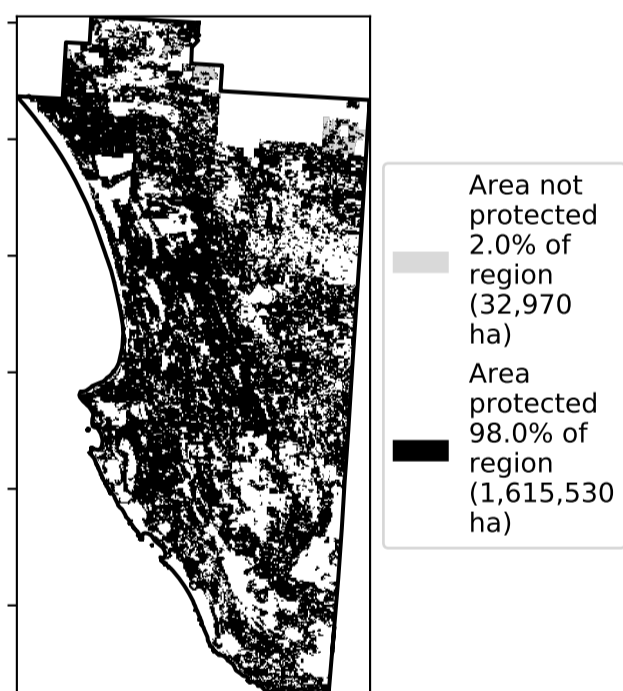 Area not
protected
2.0% of
region
(32,970
ha)
Area
protected
98.0% of
region
(1,615,530
ha)